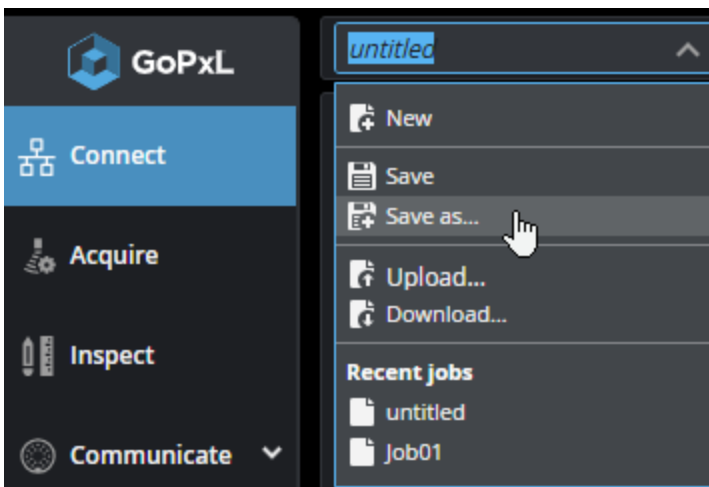 GoPxL
Connect
Acquire
Inspect
Communicate
untitled
New
Save
Save as...
Upload...
Download...
Recent jobs
untitled
Job01